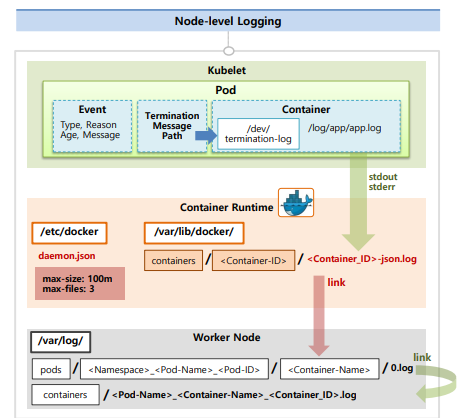 Node-level Logging
Kubelet
Pod
Event
Type, Reason
Age, Message
Termination
Message
Path
Container
/dev/
termination-log
/log/app/app.log
stdout
stderr
Container Runtime
/etc/docker
daemon.json
max-size: 100m
max-files: 3
/var/lib/docker/
containers / <Container-ID> / <Container_ID>-json.log
link
Worker Node
/var/log/
pods / <Namespace>_<Pod-Name>_<Pod-ID> / <Container-Name> / 0.log
link
containers / <Pod-Name>_<Container-Name>_<Container_ID>.log